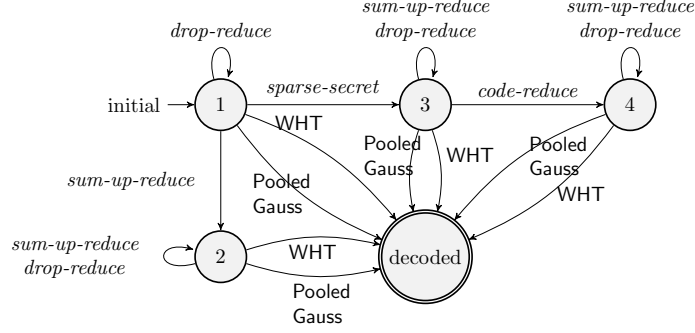 sum-up-reduce
sum-up-reduce
drop-reduce
drop-reduce
drop-reduce
initial
1
sparse-secret
3
code-reduce
4
WHT
Pooled
Gauss
WHT
Pooled
Gauss
WHT
sum-up-reduce
Pooled
Gauss
sum-up-reduce
drop-reduce
2
WHT
decoded
Pooled
Gauss